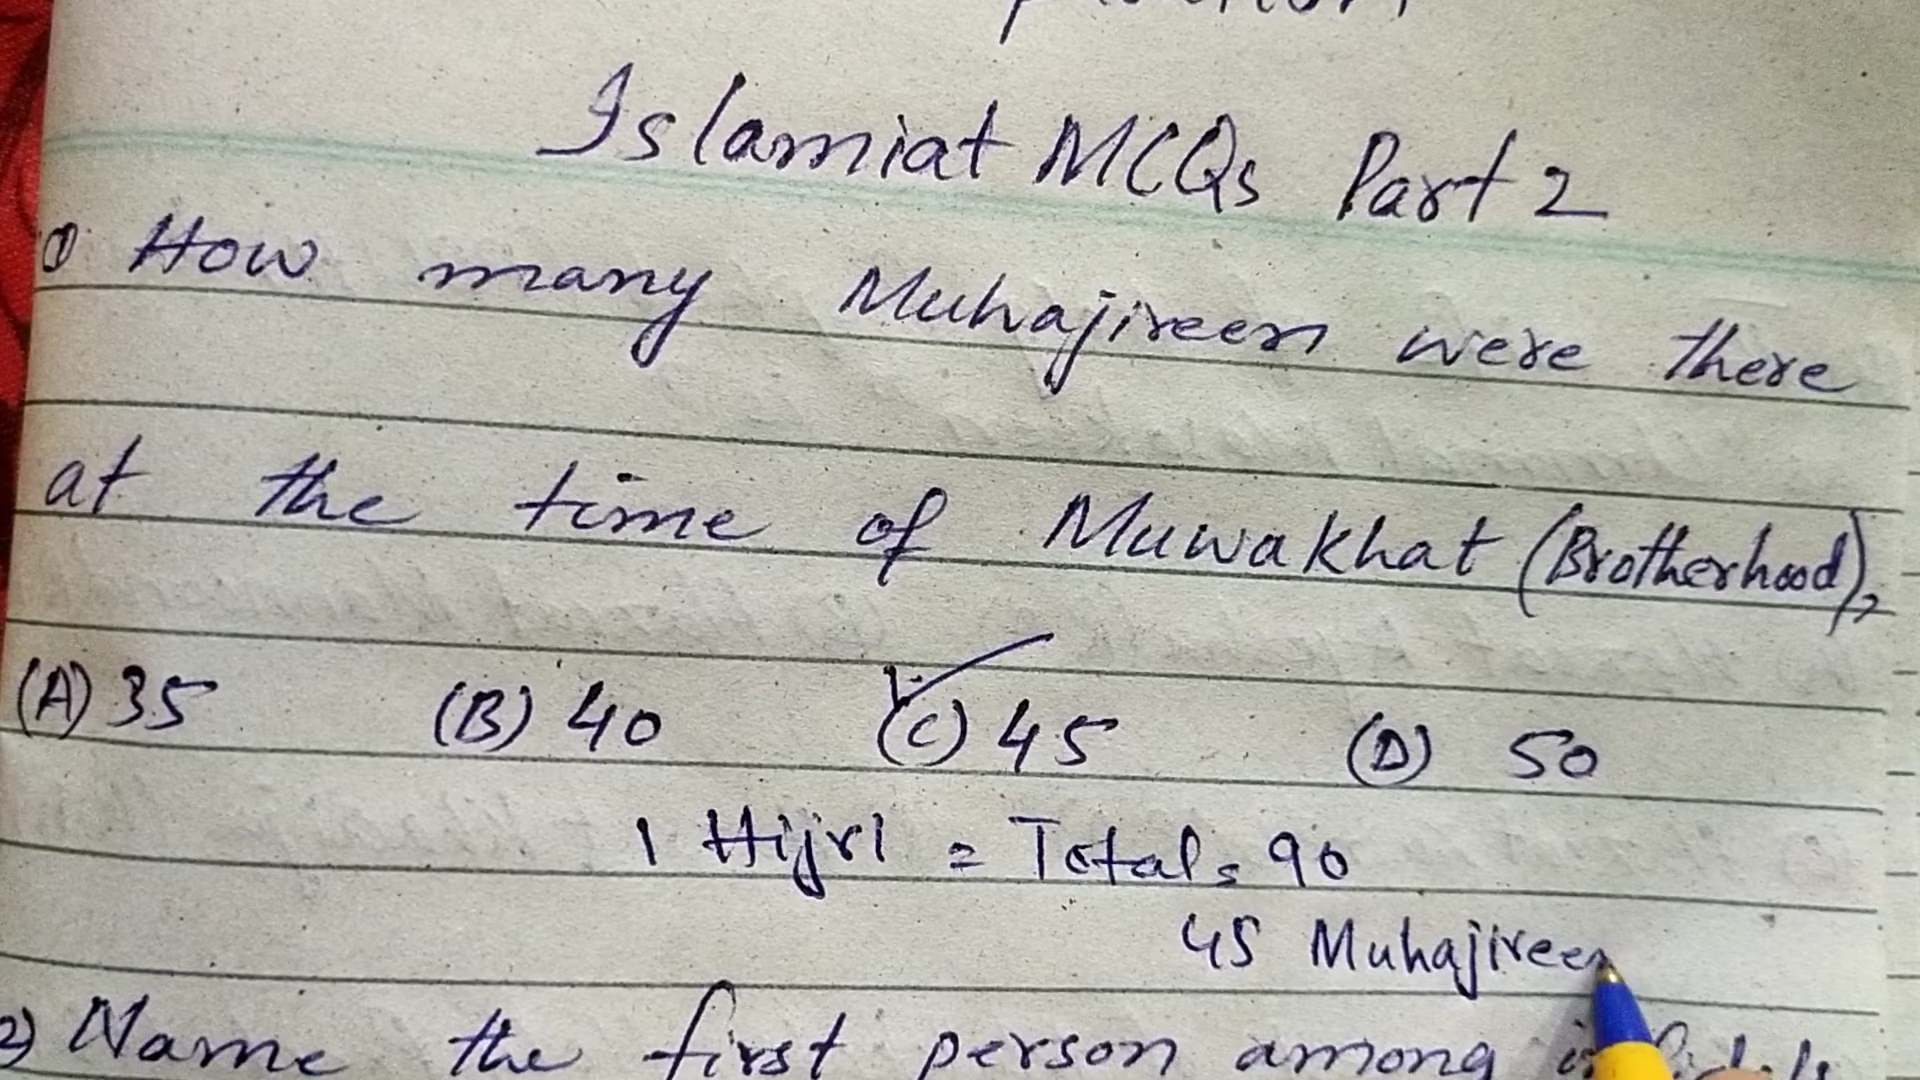 Islamiat MCQs Part 2
① How many Muhajireen were there
at the time of Muwakhat (Brotherhood)?
(A) 35 (B) 40 (C) 45 (D) 50
1 Hijri = Total = 90
45 Muhajireen
2) Name the first person among